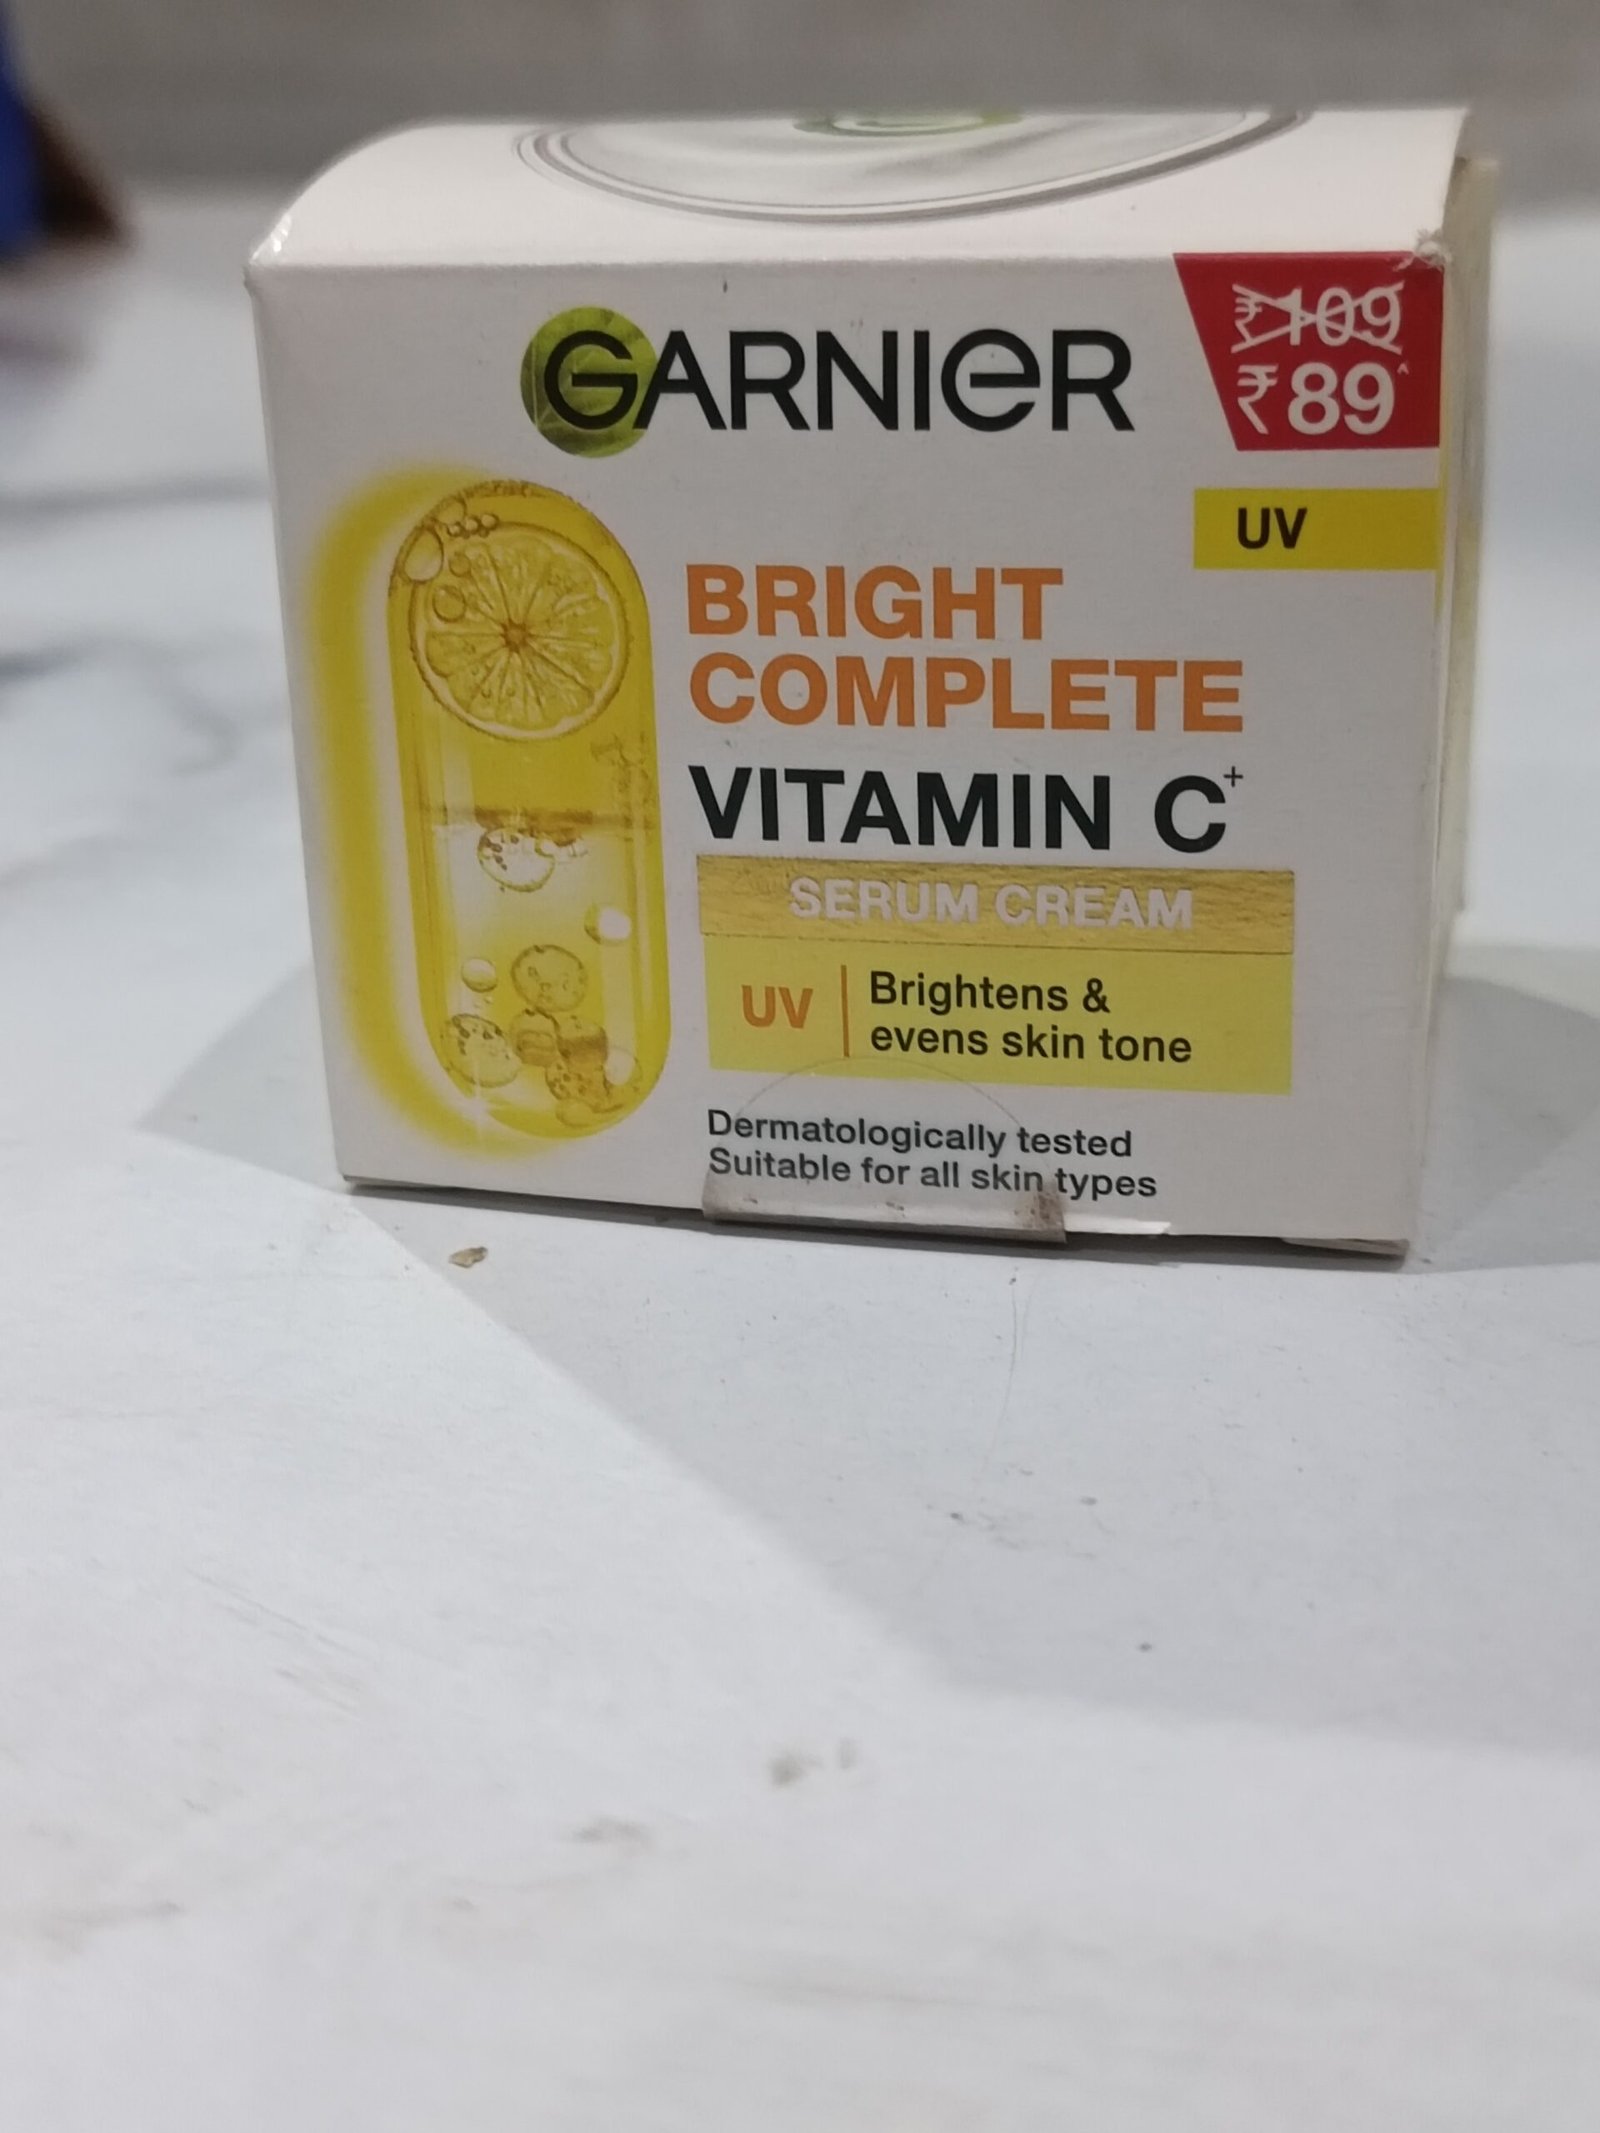 GARNIER
₹109
₹89^
UV
BRIGHT
COMPLETE
VITAMIN C+
SERUM CREAM
UV | Brightens &
evens skin tone
Dermatologically tested
Suitable for all skin types